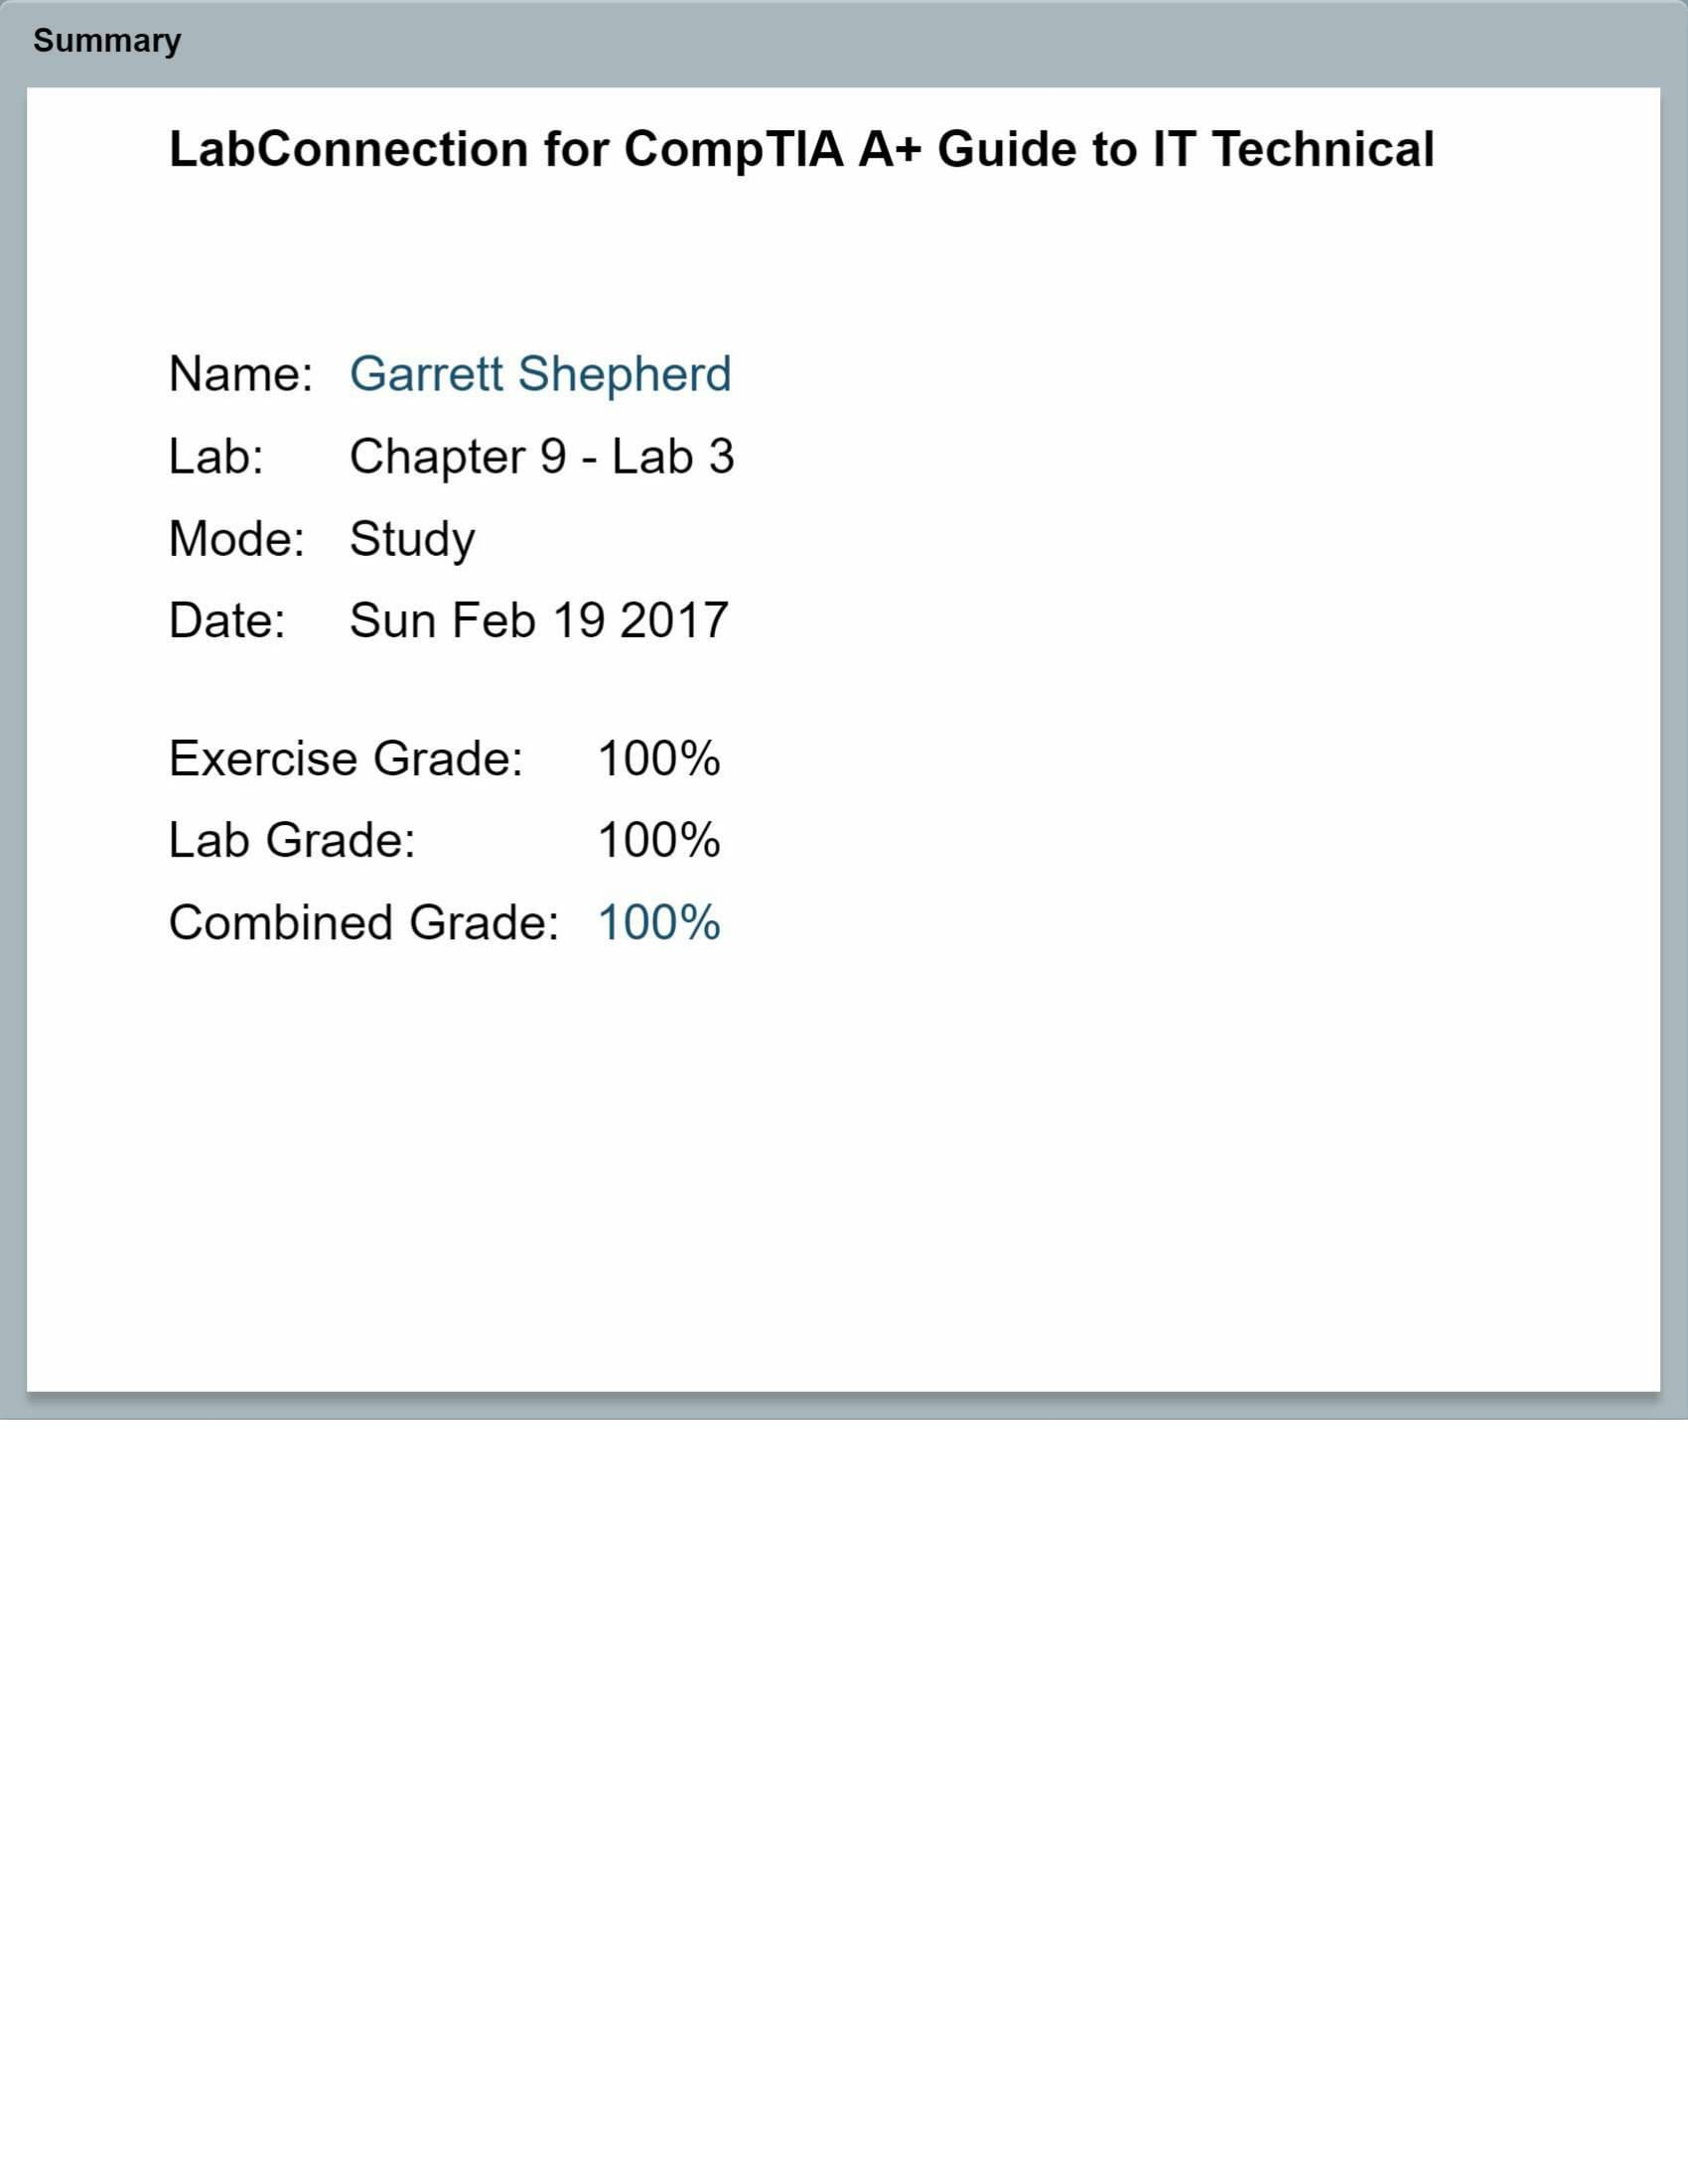 Summary
LabConnection for CompTIA A+ Guide to IT Technical
Name: Garrett Shepherd
Lab: Chapter 9 - Lab 3
Mode: Study
Date: Sun Feb 19 2017
Exercise Grade: 100%
Lab Grade: 100%
Combined Grade: 100%